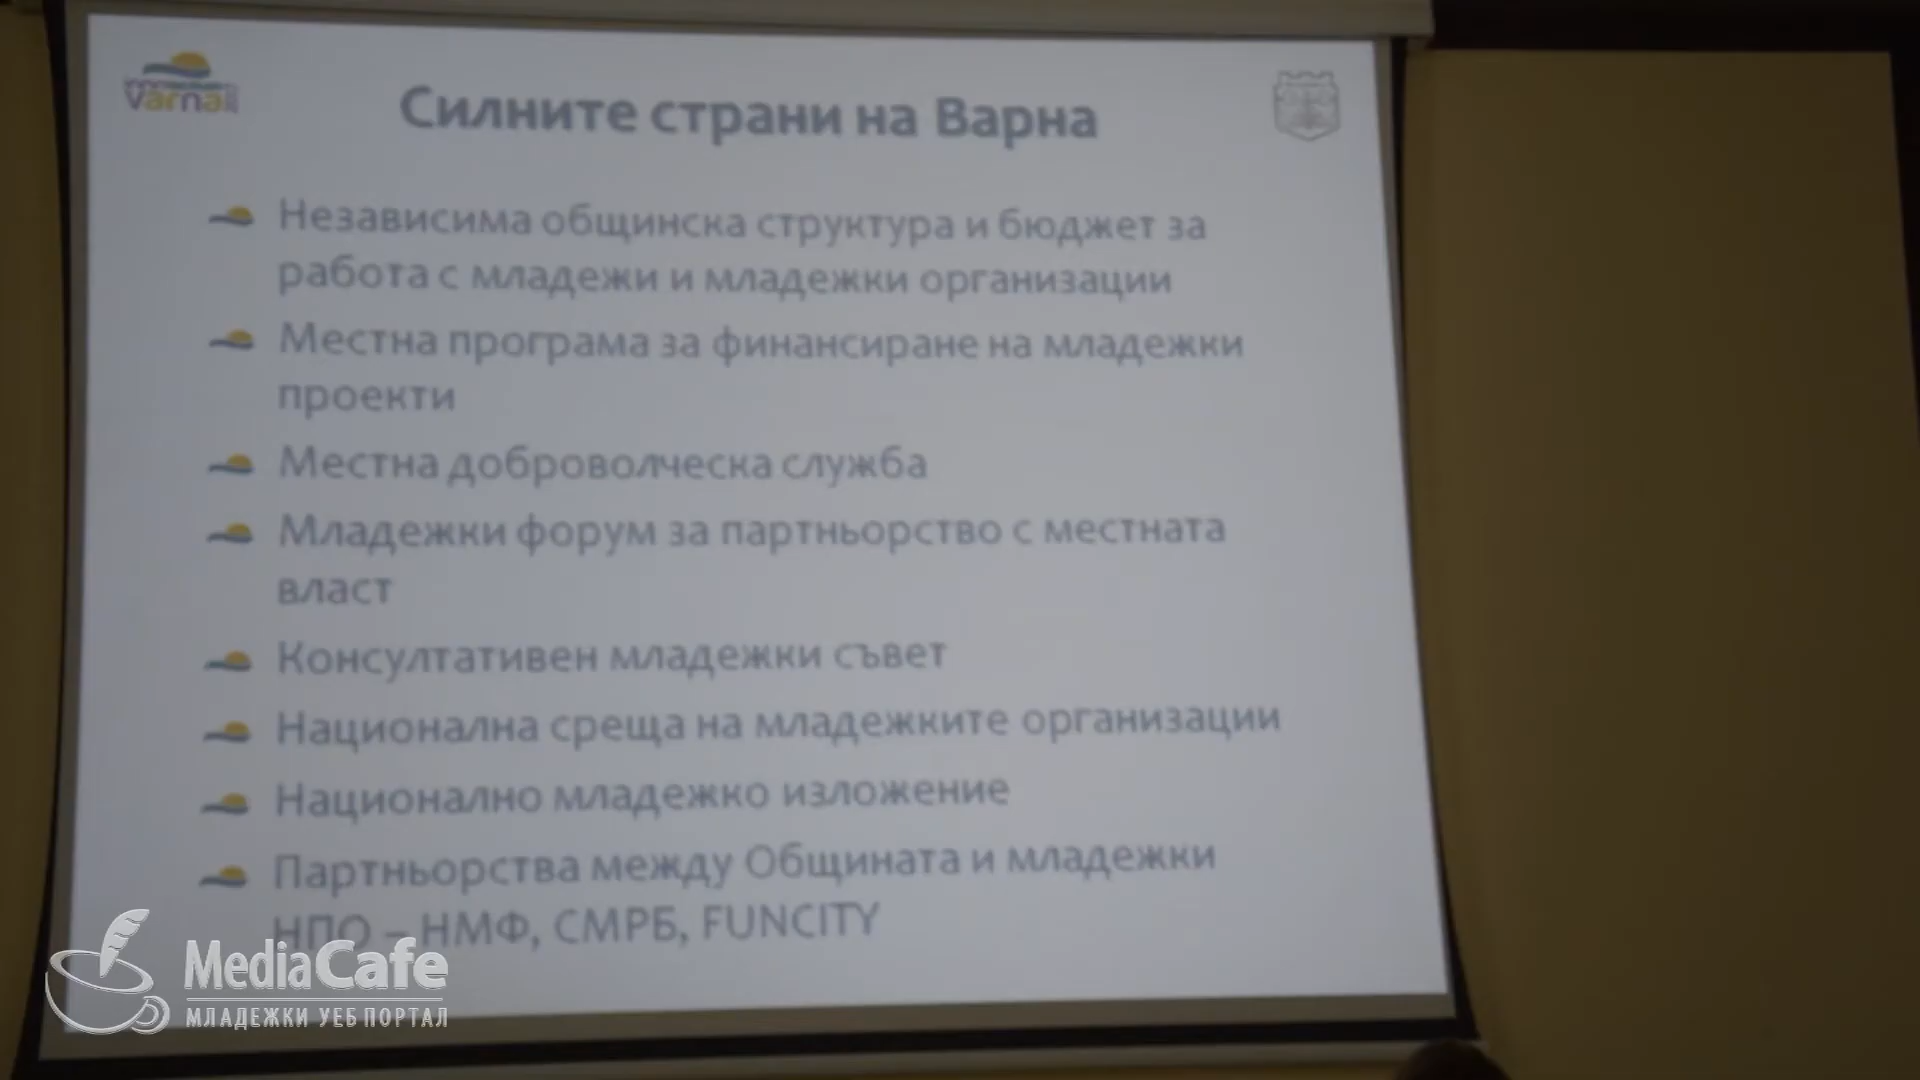 Varna
Силните страни на Варна
Независима общинска структура и бюджет за
работа с младежи и младежки организации
Местна програма за финансиране на младежки
проекти
Местна доброволческа служба
Младежки форум за партньорство с местната
власт
Консултативен младежки съвет
Национална среща на младежките организации
Национално младежко изложение
Партньорства между Общината и младежки
НПО – НМФ, СМРБ, FUNCITY
MediaCafe
МЛАДЕЖКИ УЕБ ПОРТАЛ